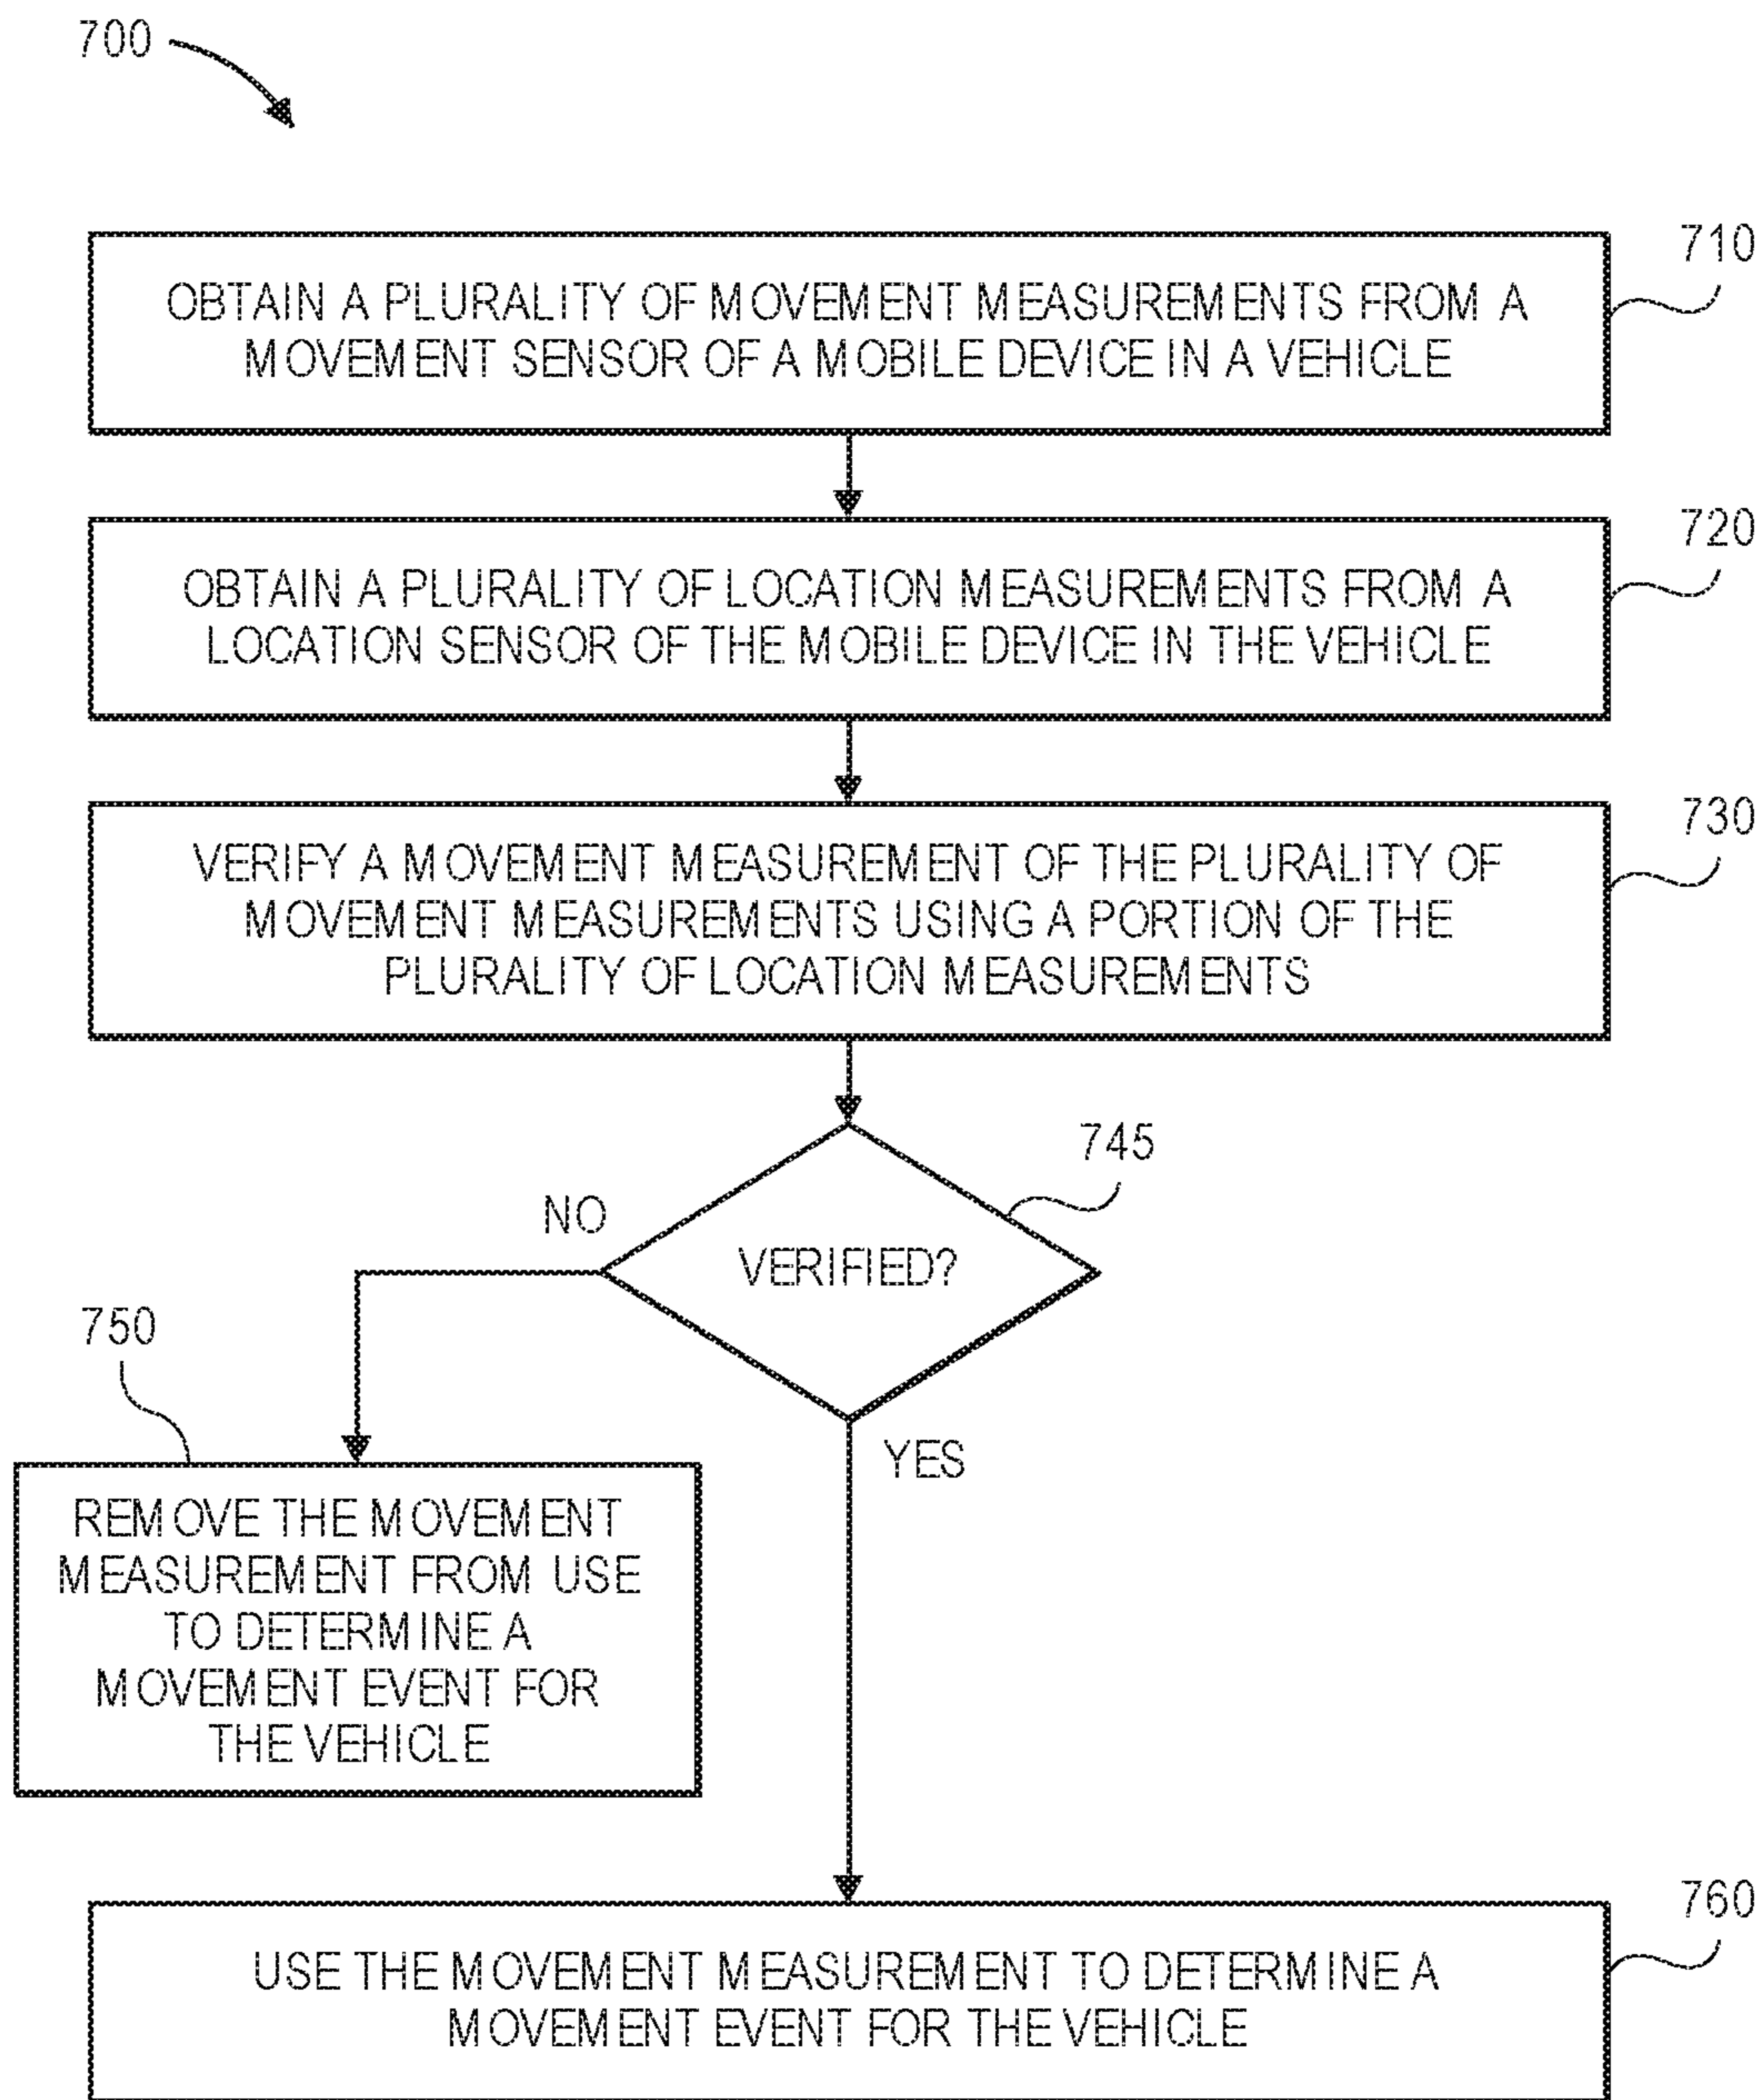 700
710
OBTAIN A PLURALITY OF MOVEMENT MEASUREMENTS FROM A
MOVEMENT SENSOR OF A MOBILE DEVICE IN A VEHICLE
720
OBTAIN A PLURALITY OF LOCATION MEASUREMENTS FROM A
LOCATION SENSOR OF THE MOBILE DEVICE IN THE VEHICLE
730
VERIFY A MOVEMENT MEASUREMENT OF THE PLURALITY OF
MOVEMENT MEASUREMENTS USING A PORTION OF THE
PLURALITY OF LOCATION MEASUREMENTS
745
NO
VERIFIED?
750
YES
REMOVE THE MOVEMENT
MEASUREMENT FROM USE
TO DETERMINE A
MOVEMENT EVENT FOR
THE VEHICLE
760
USE THE MOVEMENT MEASUREMENT TO DETERMINE A
MOVEMENT EVENT FOR THE VEHICLE